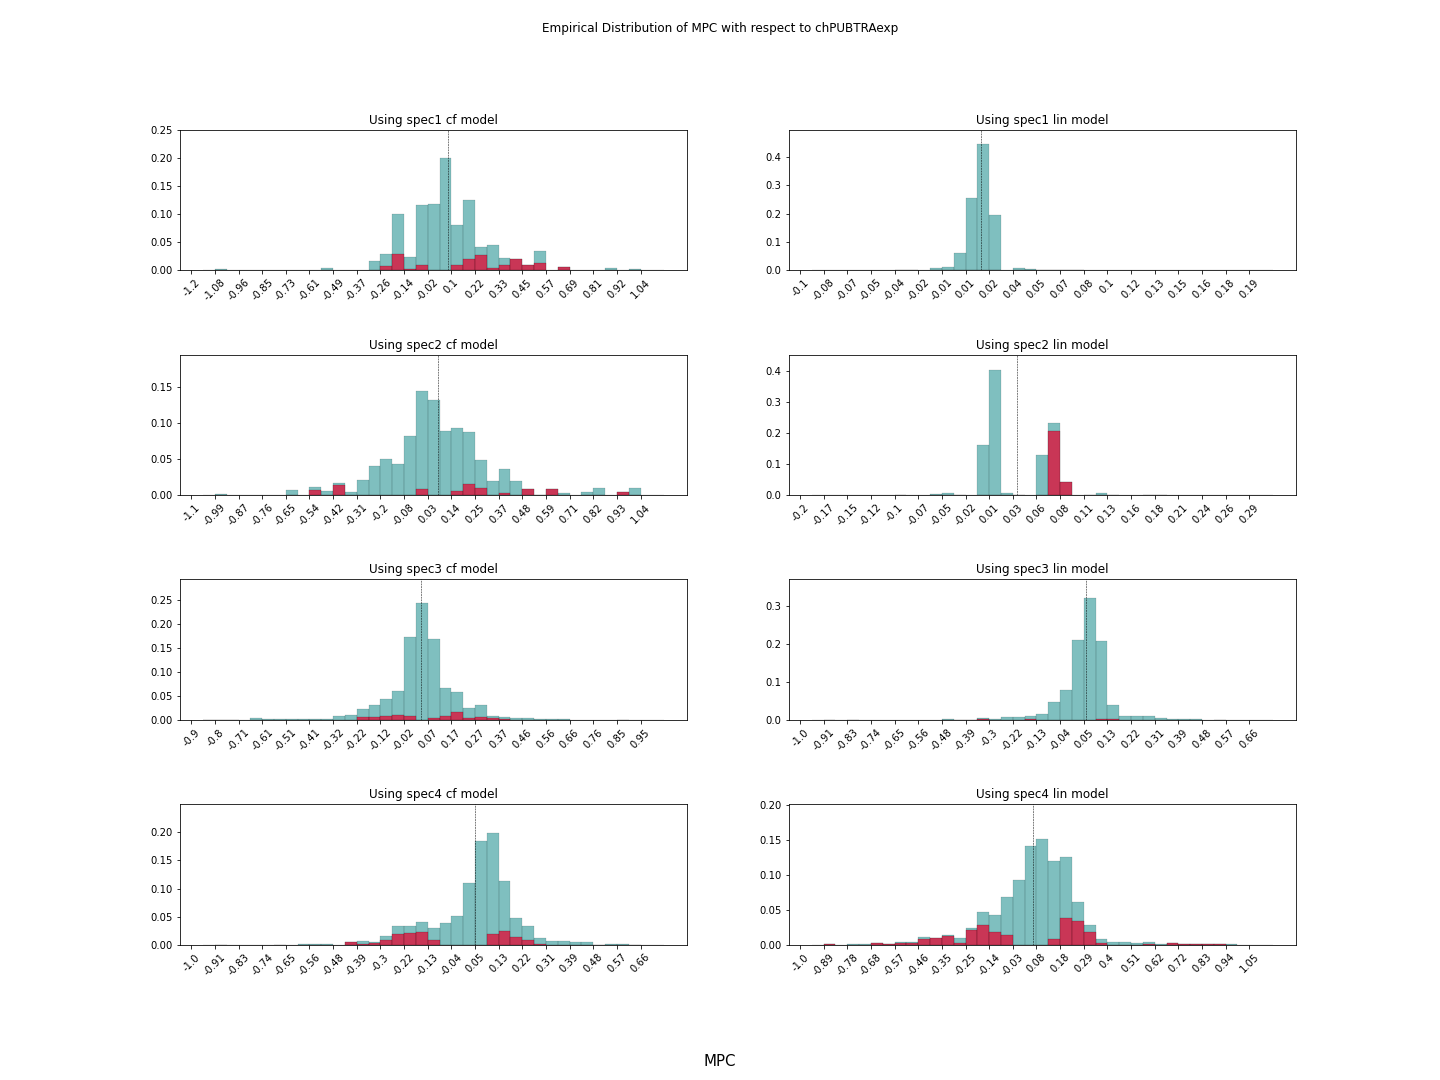 Empirical Distribution of MPC with respect to chPUBTRAexp
Using spec1 cf model
0.25
0.20
0.15
0.10
0.05
0.00
-1.2 -1.08 -0.96 -0.85 -0.73 -0.61 -0.49 -0.37 -0.26 -0.14 -0.02 0.1 0.22 0.33 0.45 0.57 0.69 0.81 0.92 1.04
Using spec1 lin model
0.4
0.3
0.2
0.1
0.0
-0.1 -0.08 -0.07 -0.05 -0.04 -0.02 -0.01 0.01 0.02 0.04 0.05 0.07 0.08 0.1 0.12 0.13 0.15 0.16 0.18 0.19
Using spec2 cf model
0.15
0.10
0.05
0.00
-1.1 -0.99 -0.87 -0.76 -0.65 -0.54 -0.42 -0.31 -0.2 -0.08 0.03 0.14 0.25 0.37 0.48 0.59 0.71 0.82 0.93 1.04
Using spec2 lin model
0.4
0.3
0.2
0.1
0.0
-0.2 -0.17 -0.15 -0.12 -0.1 -0.07 -0.05 -0.02 0.01 0.03 0.06 0.08 0.11 0.13 0.16 0.18 0.21 0.24 0.26 0.29
Using spec3 cf model
0.25
0.20
0.15
0.10
0.05
0.00
-0.9 -0.8 -0.71 -0.61 -0.51 -0.41 -0.32 -0.22 -0.12 -0.02 0.07 0.17 0.27 0.37 0.46 0.56 0.66 0.76 0.85 0.95
Using spec3 lin model
0.3
0.2
0.1
0.0
-1.0 -0.91 -0.83 -0.74 -0.65 -0.56 -0.48 -0.39 -0.3 -0.22 -0.13 -0.04 0.05 0.13 0.22 0.31 0.39 0.48 0.57 0.66
Using spec4 cf model
0.20
0.15
0.10
0.05
0.00
-1.0 -0.91 -0.83 -0.74 -0.65 -0.56 -0.48 -0.39 -0.3 -0.22 -0.13 -0.04 0.05 0.13 0.22 0.31 0.39 0.48 0.57 0.66
Using spec4 lin model
0.20
0.15
0.10
0.05
0.00
-1.0 -0.89 -0.78 -0.68 -0.57 -0.46 -0.35 -0.25 -0.14 -0.03 0.08 0.18 0.29 0.4 0.51 0.62 0.72 0.83 0.94 1.05
MPC